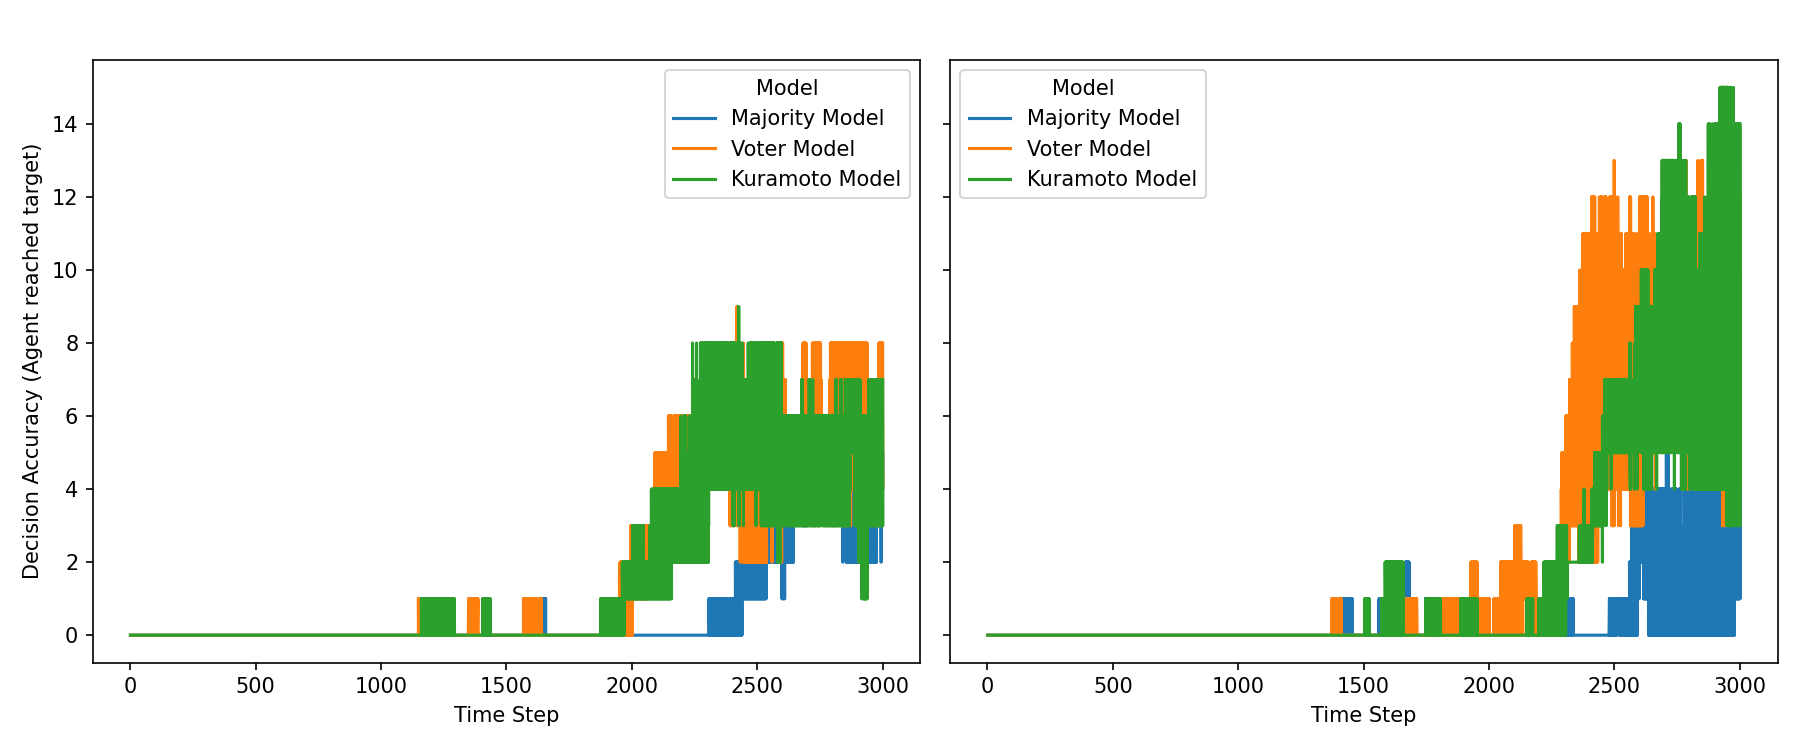 Model
Majority Model
Voter Model
Kuramoto Model
Decision Accuracy (Agent reached target)
14
12
10
8
6
4
2
0
0 500 1000 1500 2000 2500 3000
Time Step
Model
Majority Model
Voter Model
Kuramoto Model
0 500 1000 1500 2000 2500 3000
Time Step